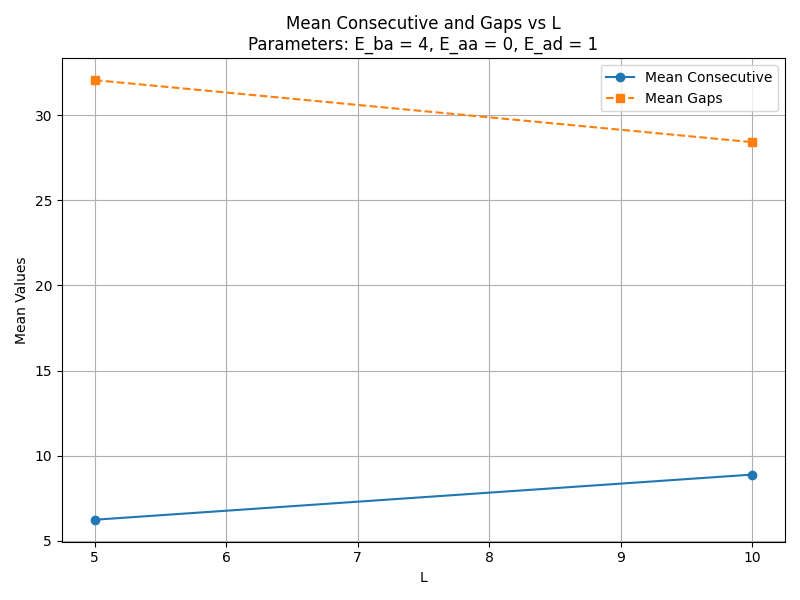 Mean Consecutive and Gaps vs L
Parameters: E_ba = 4, E_aa = 0, E_ad = 1
Mean Consecutive
Mean Gaps
Mean Values
30
25
20
15
10
5
5 6 7 8 9 10
L